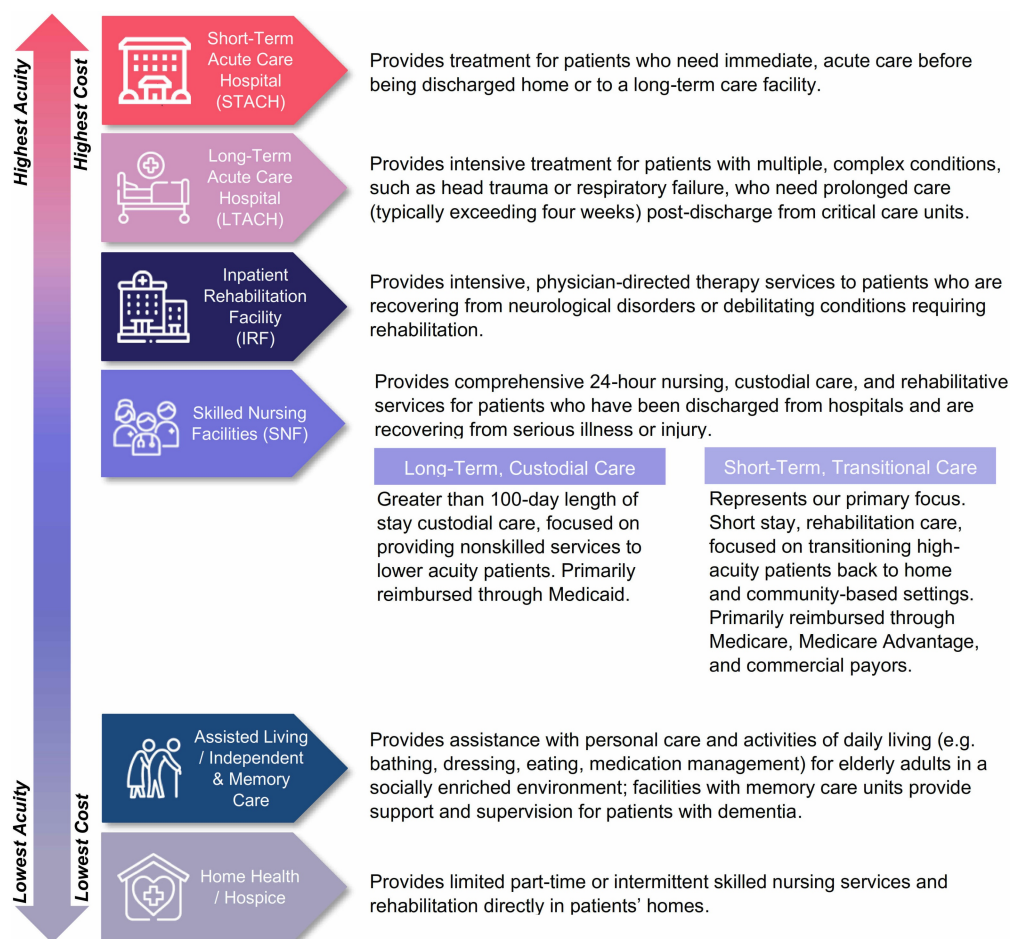 Highest Acuity
Highest Cost
Short-Term
Acute Care
Hospital
(STACH)
Provides treatment for patients who need immediate, acute care before
being discharged home or to a long-term care facility.
Long-Term
Acute Care
Hospital
(LTACH)
Provides intensive treatment for patients with multiple, complex conditions,
such as head trauma or respiratory failure, who need prolonged care
(typically exceeding four weeks) post-discharge from critical care units.
Inpatient
Rehabilitation
Facility
(IRF)
Provides intensive, physician-directed therapy services to patients who are
recovering from neurological disorders or debilitating conditions requiring
rehabilitation.
Skilled Nursing
Facilities (SNF)
Provides comprehensive 24-hour nursing, custodial care, and rehabilitative
services for patients who have been discharged from hospitals and are
recovering from serious illness or injury.
Long-Term, Custodial Care
Greater than 100-day length of
stay custodial care, focused on
providing nonskilled services to
lower acuity patients. Primarily
reimbursed through Medicaid.
Short-Term, Transitional Care
Represents our primary focus.
Short stay, rehabilitation care,
focused on transitioning high-
acuity patients back to home
and community-based settings.
Primarily reimbursed through
Medicare, Medicare Advantage,
and commercial payors.
Assisted Living
/ Independent
& Memory
Care
Provides assistance with personal care and activities of daily living (e.g.
bathing, dressing, eating, medication management) for elderly adults in a
socially enriched environment; facilities with memory care units provide
support and supervision for patients with dementia.
Lowest Acuity
Lowest Cost
Home Health
/ Hospice
Provides limited part-time or intermittent skilled nursing services and
rehabilitation directly in patients' homes.